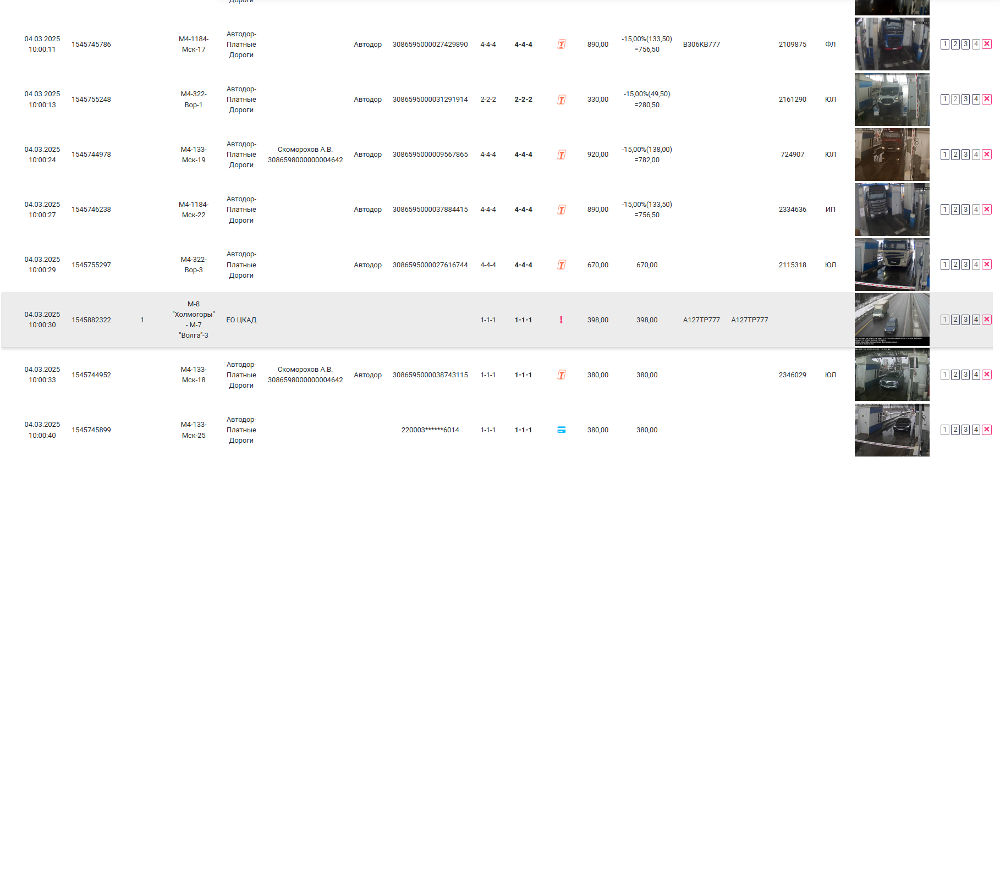 Дороги
04.03.2025 10:00:11 1545745786 М4-1184-Мск-17 Автодор-Платные Дороги Автодор 3086595000027429890 4-4-4 4-4-4 T 890,00 -15,00%(133,50) =756,50 В306КВ777 2109875 ФЛ 1 2 3 4
04.03.2025 10:00:13 1545755248 М4-322-Вор-1 Автодор-Платные Дороги Автодор 3086595000031291914 2-2-2 2-2-2 T 330,00 -15,00%(49,50) =280,50 2161290 ЮЛ 1 2 3 4
04.03.2025 10:00:24 1545744978 М4-133-Мск-19 Автодор-Платные Дороги Скоморохов А.В. 3086598000000004642 Автодор 3086595000009567865 4-4-4 4-4-4 T 920,00 -15,00%(138,00) =782,00 724907 ЮЛ 1 2 3 4
04.03.2025 10:00:27 1545746238 М4-1184-Мск-22 Автодор-Платные Дороги Автодор 3086595000037884415 4-4-4 4-4-4 T 890,00 -15,00%(133,50) =756,50 2334636 ИП 1 2 3 4
04.03.2025 10:00:29 1545755297 М4-322-Вор-3 Автодор-Платные Дороги Автодор 3086595000027616744 4-4-4 4-4-4 T 670,00 670,00 2115318 ЮЛ 1 2 3 4
04.03.2025 10:00:30 1545882322 1 М-8 "Холмогоры" - М-7 "Волга"-3 ЕО ЦКАД 1-1-1 1-1-1 ! 398,00 398,00 А127ТР777 А127ТР777 1 2 3 4
04.03.2025 10:00:33 1545744952 М4-133-Мск-18 Автодор-Платные Дороги Скоморохов А.В. 3086598000000004642 Автодор 3086595000038743115 1-1-1 1-1-1 T 380,00 380,00 2346029 ЮЛ 1 2 3 4
04.03.2025 10:00:40 1545745899 М4-133-Мск-25 Автодор-Платные Дороги 220003******6014 1-1-1 1-1-1 380,00 380,00 1 2 3 4